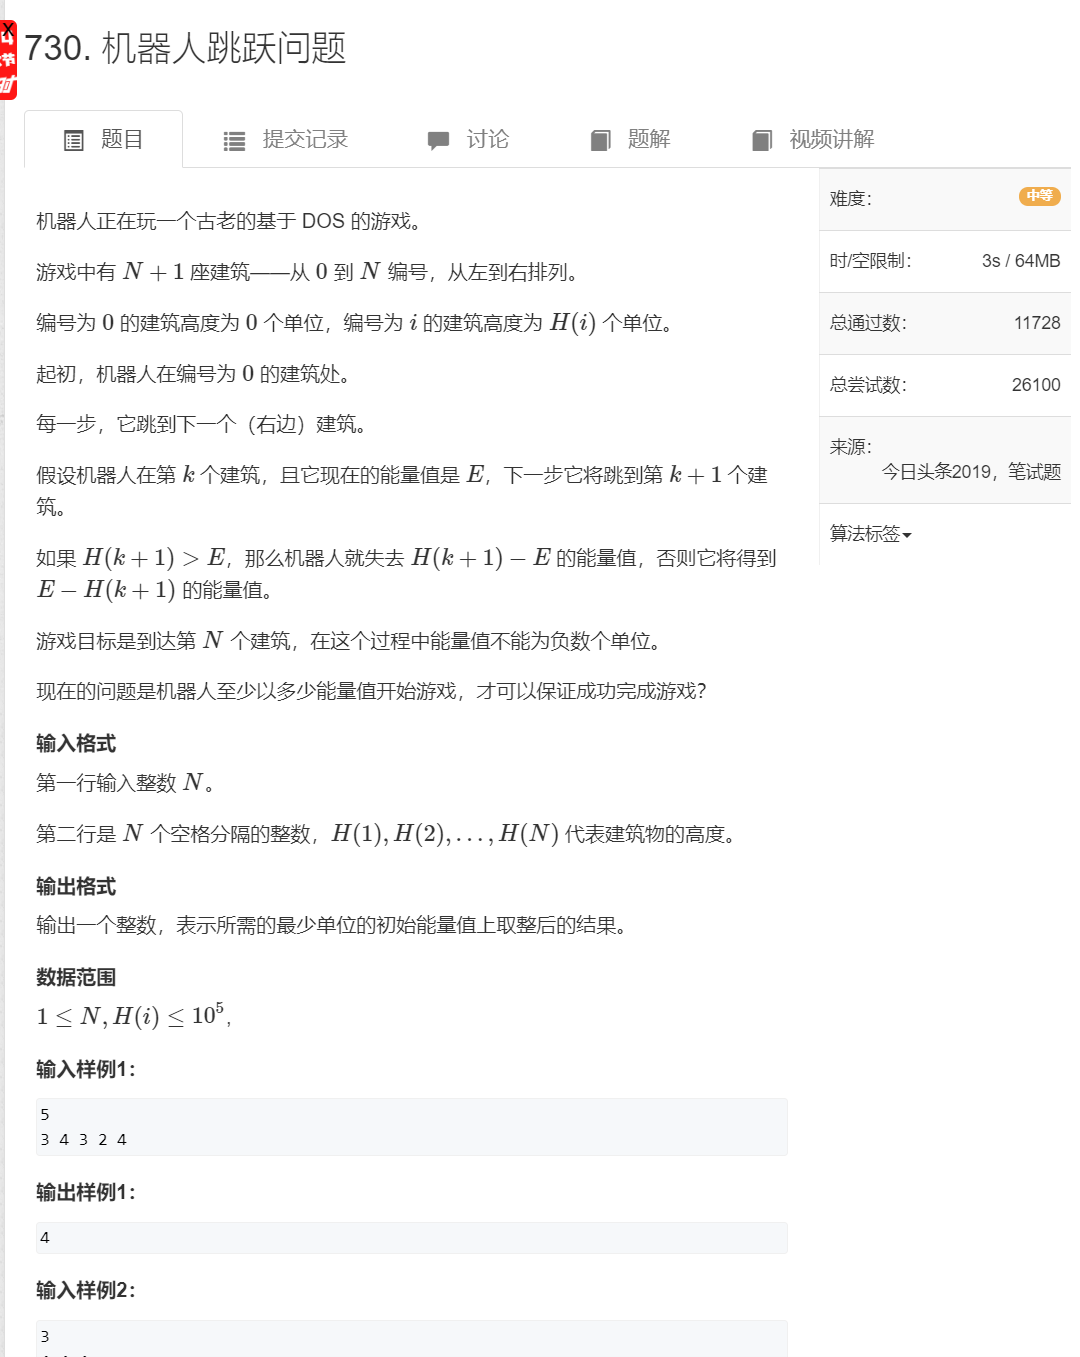 X
4
节
时
730. 机器人跳跃问题
题目
提交记录
讨论
题解
视频讲解
机器人正在玩一个古老的基于 DOS 的游戏。
游戏中有 N + 1 座建筑——从 0 到 N 编号，从左到右排列。
编号为 0 的建筑高度为 0 个单位，编号为 i 的建筑高度为 H(i) 个单位。
起初，机器人在编号为 0 的建筑处。
每一步，它跳到下一个（右边）建筑。
假设机器人在第 k 个建筑，且它现在的能量值是 E，下一步它将跳到第 k + 1 个建
筑。
如果 H(k + 1) > E，那么机器人就失去 H(k + 1) − E 的能量值，否则它将得到
E − H(k + 1) 的能量值。
游戏目标是到达第 N 个建筑，在这个过程中能量值不能为负数个单位。
现在的问题是机器人至少以多少能量值开始游戏，才可以保证成功完成游戏？
输入格式
第一行输入整数 N。
第二行是 N 个空格分隔的整数，H(1), H(2), . . . , H(N) 代表建筑物的高度。
输出格式
输出一个整数，表示所需的最少单位的初始能量值上取整后的结果。
数据范围
1 ≤ N, H(i) ≤ 10⁵,
输入样例1：
5
3 4 3 2 4
输出样例1：
4
输入样例2：
3
难度：
中等
时/空限制：
3s / 64MB
总通过数：
11728
总尝试数：
26100
来源：
今日头条2019，笔试题
算法标签